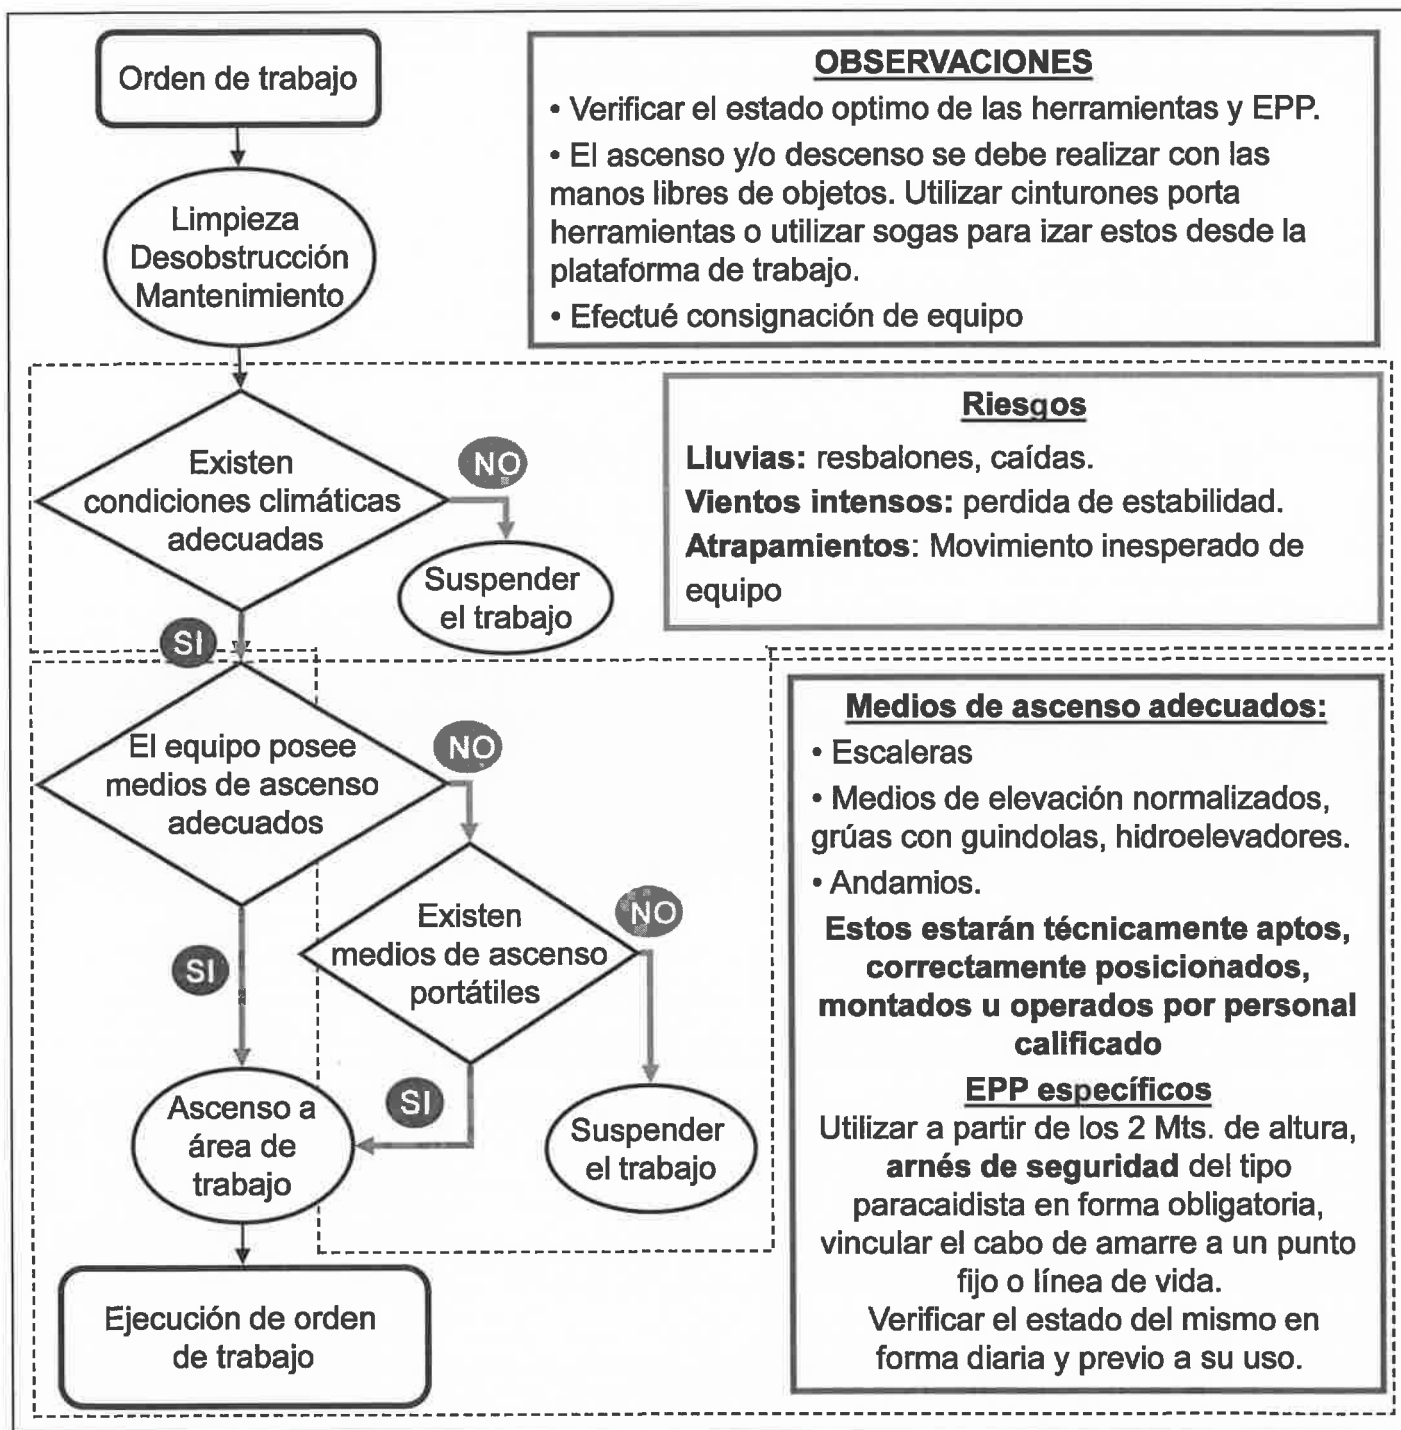 Orden de trabajo
Limpieza
Desobstrucción
Mantenimiento
OBSERVACIONES
• Verificar el estado optimo de las herramientas y EPP.
• El ascenso y/o descenso se debe realizar con las
manos libres de objetos. Utilizar cinturones porta
herramientas o utilizar sogas para izar estos desde la
plataforma de trabajo.
• Efectué consignación de equipo
Existen
condiciones climáticas
adecuadas
NO
Suspender
el trabajo
Riesgos
Lluvias: resbalones, caídas.
Vientos intensos: perdida de estabilidad.
Atrapamientos: Movimiento inesperado de
equipo
SI
El equipo posee
medios de ascenso
adecuados
NO
Existen
medios de ascenso
portátiles
NO
SI
SI
Ascenso a
área de
trabajo
Suspender
el trabajo
Ejecución de orden
de trabajo
Medios de ascenso adecuados:
• Escaleras
• Medios de elevación normalizados,
grúas con guindolas, hidroelevadores.
• Andamios.
Estos estarán técnicamente aptos,
correctamente posicionados,
montados u operados por personal
calificado
EPP específicos
Utilizar a partir de los 2 Mts. de altura,
arnés de seguridad del tipo
paracaidista en forma obligatoria,
vincular el cabo de amarre a un punto
fijo o línea de vida.
Verificar el estado del mismo en
forma diaria y previo a su uso.